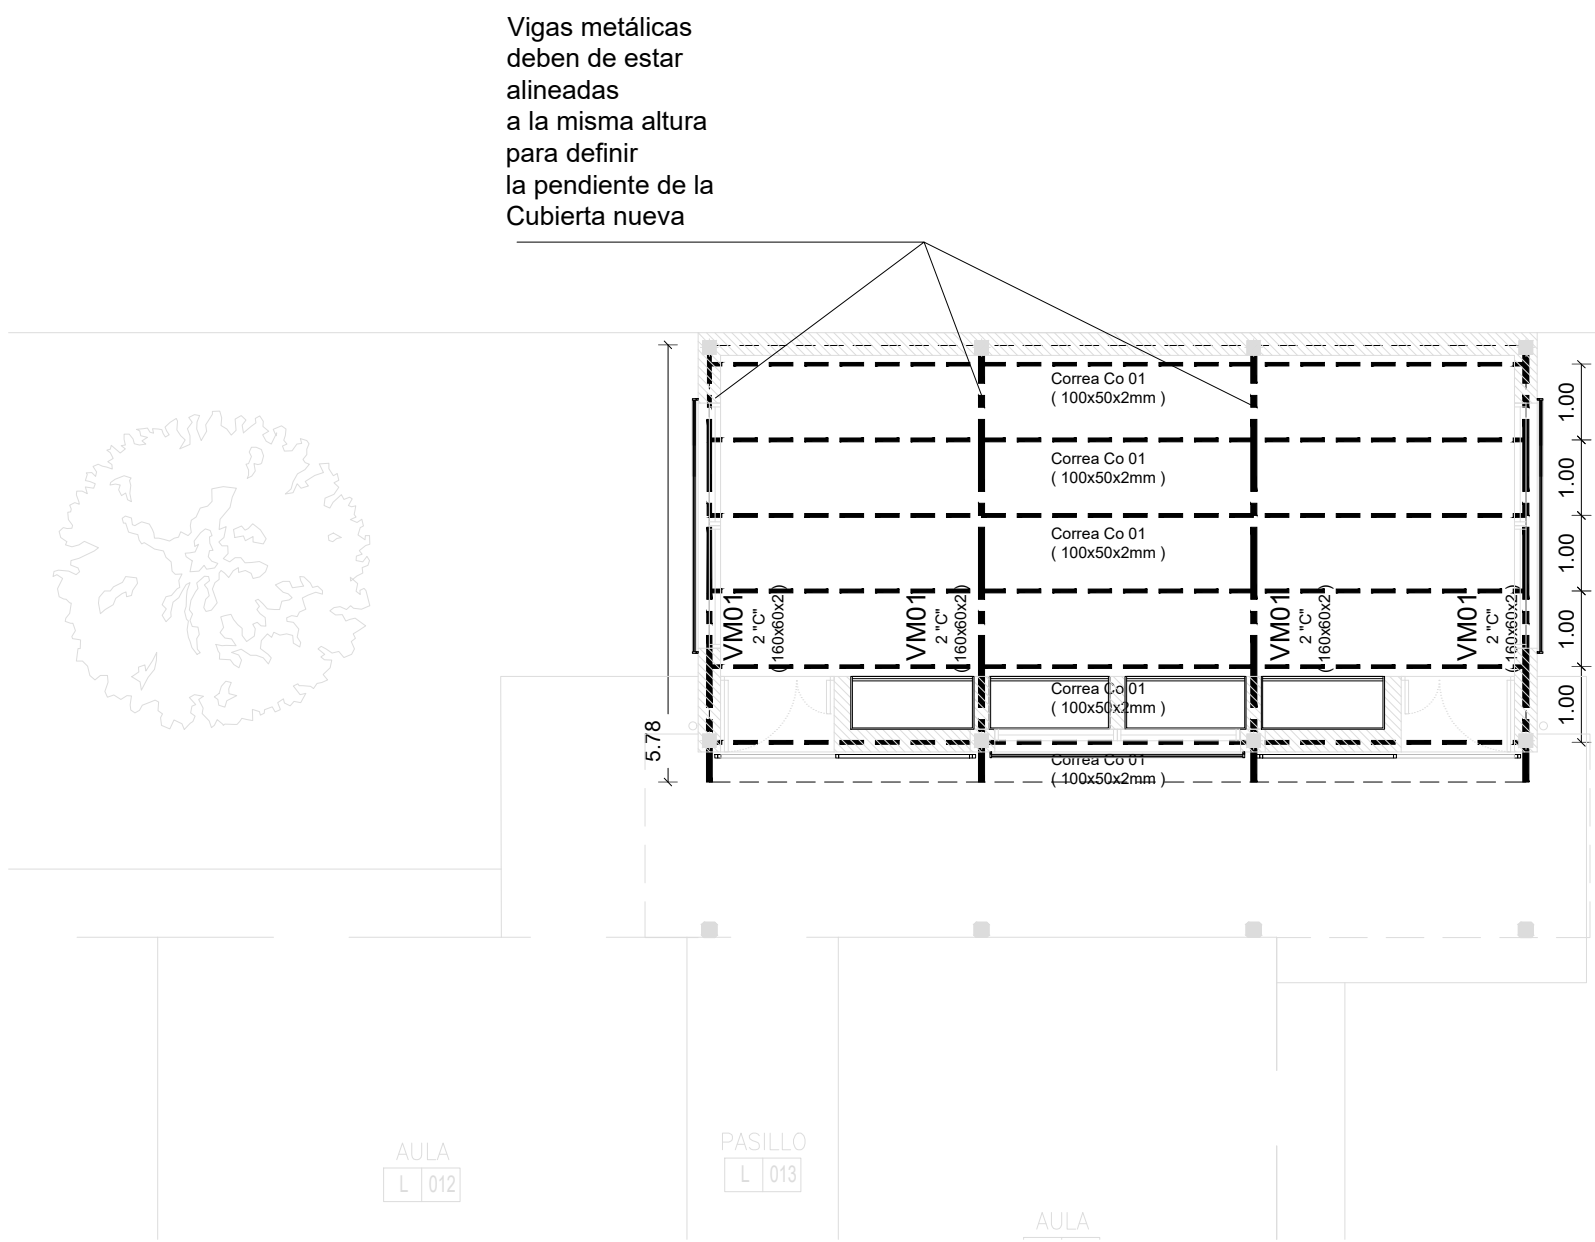 Vigas metálicas
deben de estar
alineadas
a la misma altura
para definir
la pendiente de la
Cubierta nueva
Correa Co 01
( 100x50x2mm )
1.00
Correa Co 01
( 100x50x2mm )
1.00
Correa Co 01
( 100x50x2mm )
1.00
VM01
2 "C"
(160x60x2)
VM01
2 "C"
(160x60x2)
VM01
2 "C"
(160x60x2)
VM01
2 "C"
(160x60x2)
1.00
Correa Co 01
( 100x50x2mm )
1.00
5.78
Correa Co 01
( 100x50x2mm )
AULA
L 012
PASILLO
L 013
AULA